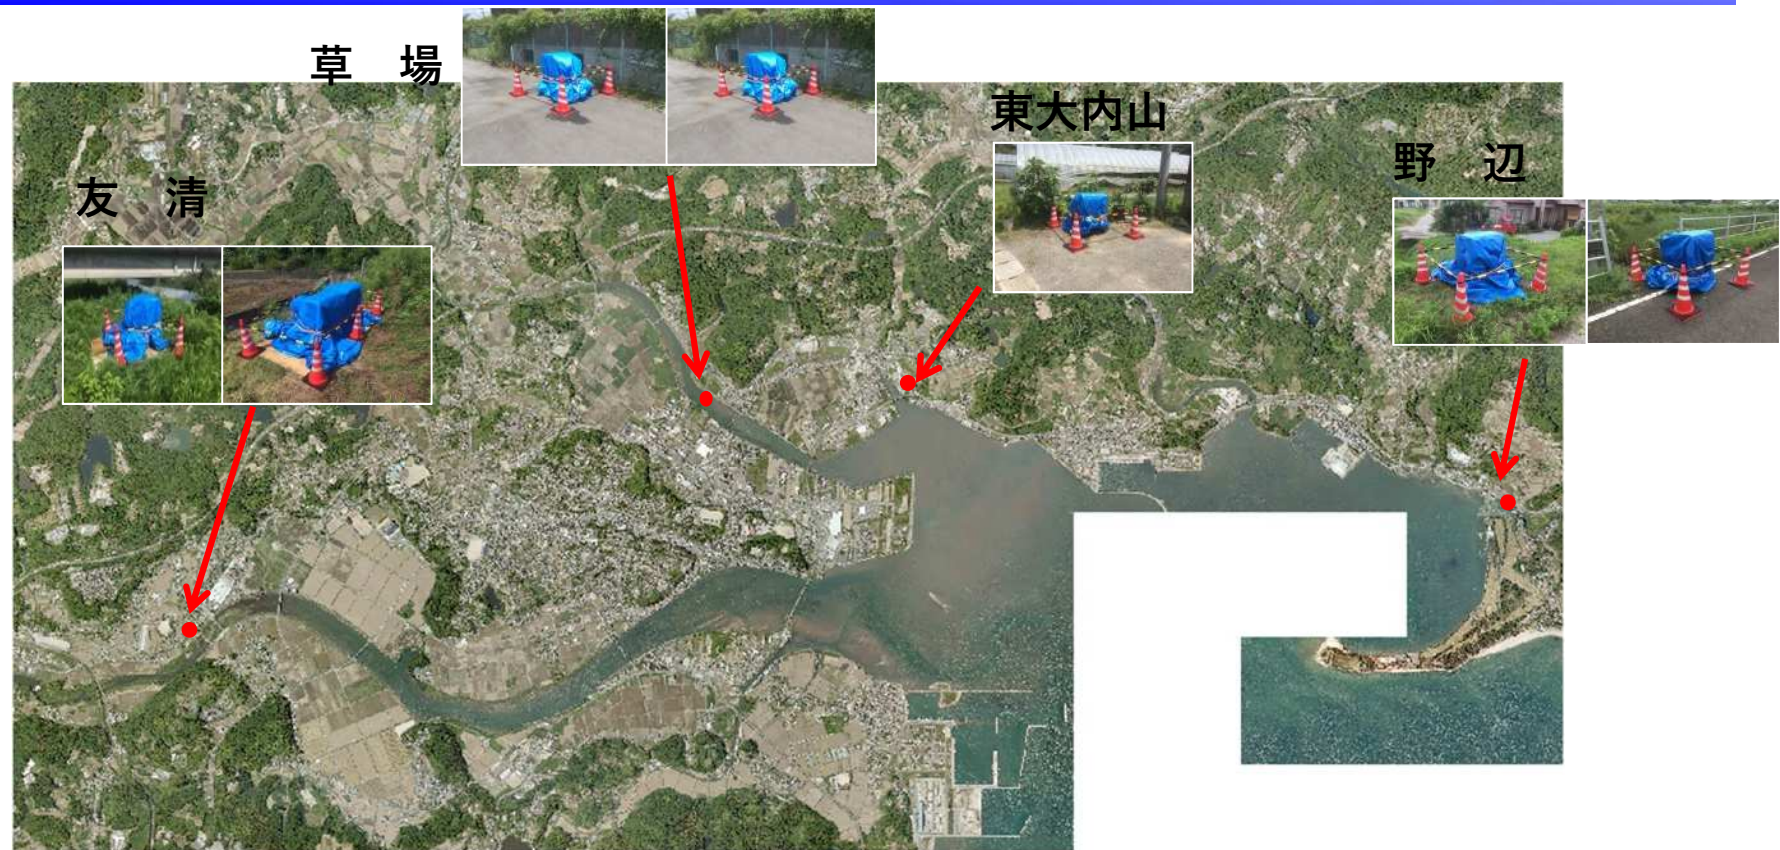 草　場
東大内山
野　辺
友　清